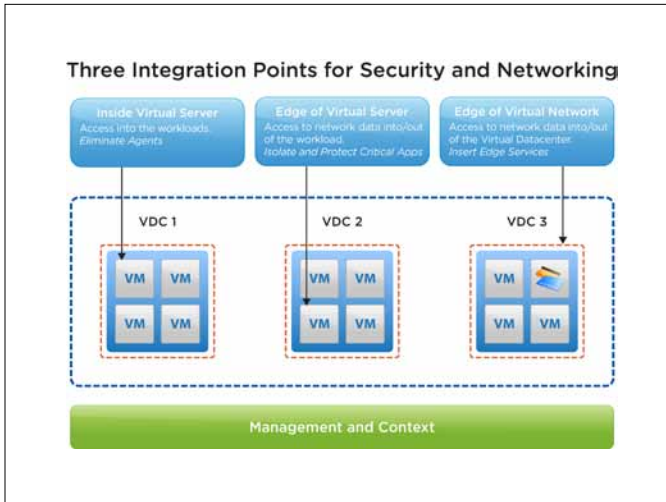 Three Integration Points for Security and Networking
Inside Virtual Server
Access into the workloads.
Eliminate Agents
Edge of Virtual Server
Access to network data into/out
of the workload.
Isolate and Protect Critical Apps
Edge of Virtual Network
Access to network data into/out
of the Virtual Datacenter.
Insert Edge Services
VDC 1
VDC 2
VDC 3
VM VM
VM VM
VM VM
VM VM
VM
VM VM
Management and Context